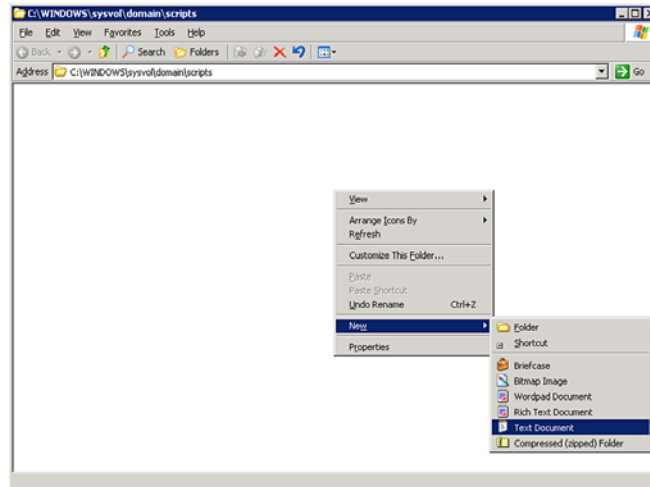 C:\WINDOWS\sysvol\domain\scripts
File Edit View Favorites Tools Help
Back Search Folders
Address C:\WINDOWS\sysvol\domain\scripts Go
View
Arrange Icons By
Refresh
Customize This Folder...
Paste
Paste Shortcut
Undo Rename Ctrl+Z
New
Properties
Folder
Shortcut
Briefcase
Bitmap Image
Wordpad Document
Rich Text Document
Text Document
Compressed (zipped) Folder